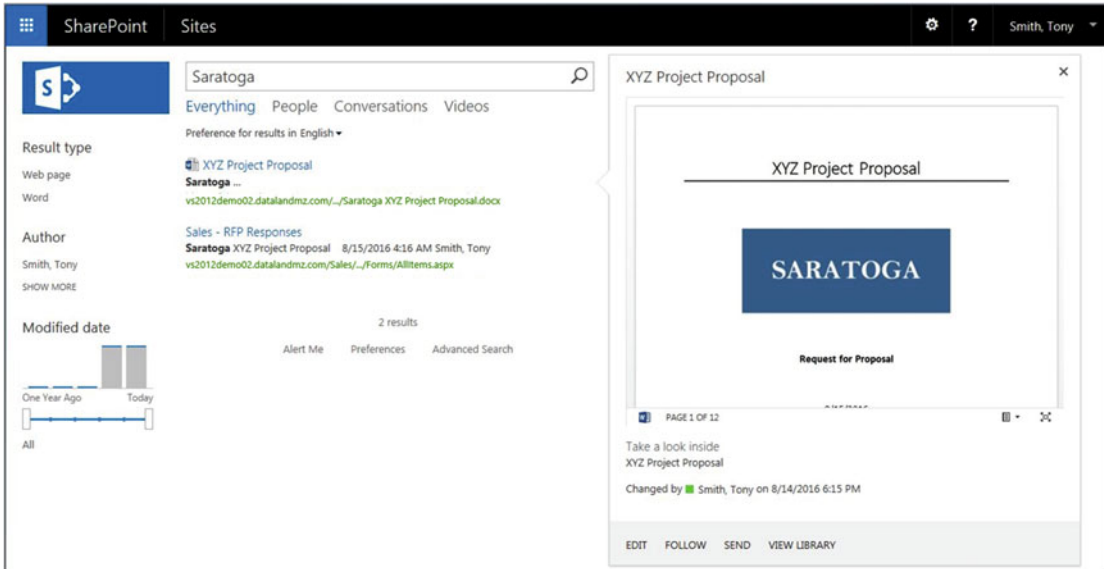 SharePoint Sites ? Smith, Tony
S
Saratoga
Everything People Conversations Videos
Preference for results in English
Result type
Web page
Word
Author
Smith, Tony
SHOW MORE
Modified date
One Year Ago Today
All
XYZ Project Proposal
Saratoga ...
vs2012demo02.datalandmz.com/.../Saratoga XYZ Project Proposal.docx
Sales - RFP Responses
Saratoga XYZ Project Proposal 8/15/2016 4:16 AM Smith, Tony
vs2012demo02.datalandmz.com/Sales/.../Forms/AllItems.aspx
2 results
Alert Me Preferences Advanced Search
XYZ Project Proposal
XYZ Project Proposal
SARATOGA
Request for Proposal
PAGE 1 OF 12
Take a look inside
XYZ Project Proposal
Changed by Smith, Tony on 8/14/2016 6:15 PM
EDIT FOLLOW SEND VIEW LIBRARY